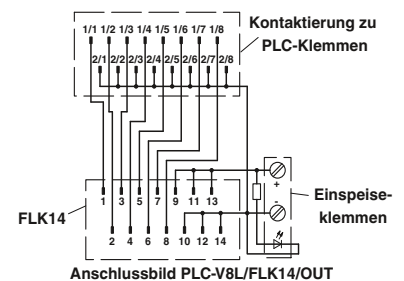 1/1 1/2 1/3 1/4 1/5 1/6 1/7 1/8
2/1 2/2 2/3 2/4 2/5 2/6 2/7 2/8
Kontaktierung zu
PLC-Klemmen
1 3 5 7 9 11 13
2 4 6 8 10 12 14
FLK14
+
-
Einspeise-
klemmen
Anschlussbild PLC-V8L/FLK14/OUT